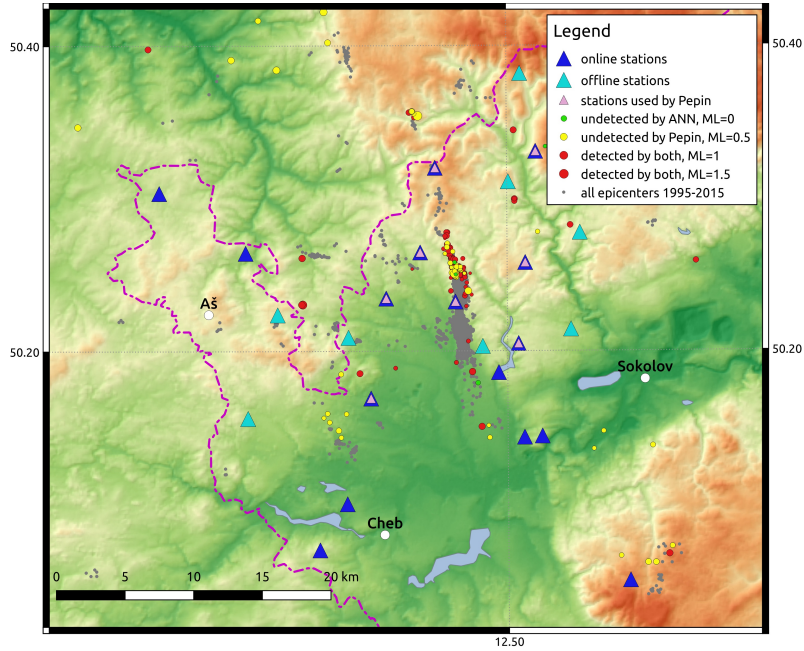 50.40
50.40
Legend
online stations
offline stations
stations used by Pepin
undetected by ANN, ML=0
undetected by Pepin, ML=0.5
detected by both, ML=1
detected by both, ML=1.5
all epicenters 1995-2015
Aš
50.20
50.20
Sokolov
Cheb
0 5 10 15 20 km
12.50